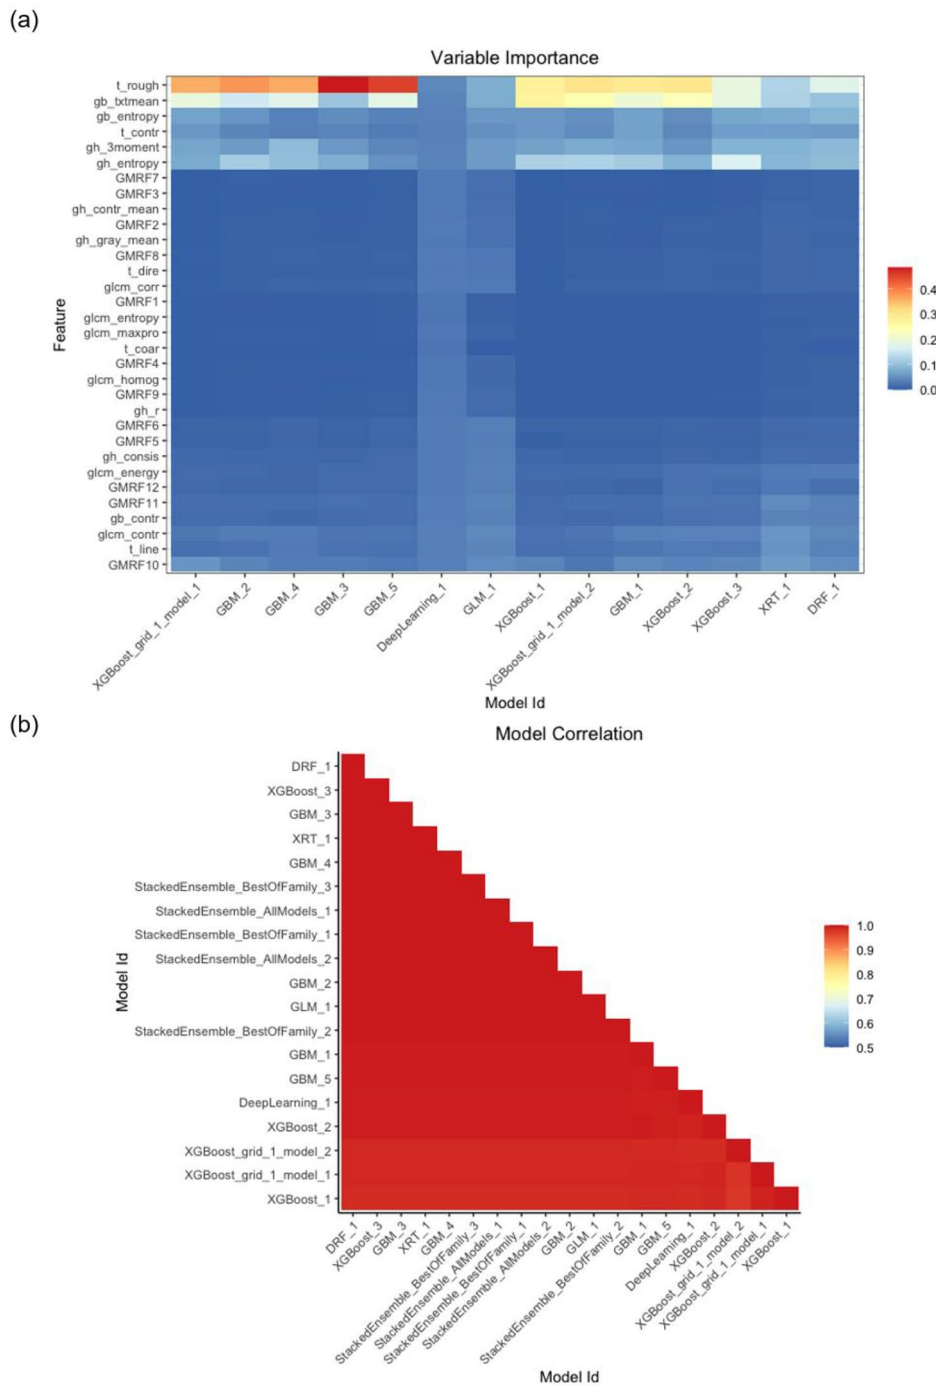 (a)
Variable Importance
t_rough
gb_txtmean
gb_entropy
t_contr
gh_3moment
gh_entropy
GMRF7
GMRF3
gh_contr_mean
GMRF2
gh_gray_mean
GMRF8
t_dire
glcm_corr
GMRF1
glcm_entropy
glcm_maxpro
t_coar
GMRF4
glcm_homog
GMRF9
gh_r
GMRF6
GMRF5
gh_consis
glcm_energy
GMRF12
GMRF11
gb_contr
glcm_contr
t_line
GMRF10
Feature
0.4
0.3
0.2
0.1
0.0
XGBoost_grid_1_model_1
GBM_2
GBM_4
GBM_3
GBM_5
DeepLearning_1
GLM_1
XGBoost_1
XGBoost_grid_1_model_2
GBM_1
XGBoost_2
XGBoost_3
XRT_1
DRF_1
Model Id
(b)
Model Correlation
DRF_1
XGBoost_3
GBM_3
XRT_1
GBM_4
StackedEnsemble_BestOfFamily_3
StackedEnsemble_AllModels_1
StackedEnsemble_BestOfFamily_1
StackedEnsemble_AllModels_2
GBM_2
GLM_1
StackedEnsemble_BestOfFamily_2
GBM_1
GBM_5
DeepLearning_1
XGBoost_2
XGBoost_grid_1_model_2
XGBoost_grid_1_model_1
XGBoost_1
Model Id
1.0
0.9
0.8
0.7
0.6
0.5
DRF_1
XGBoost_3
GBM_3
XRT_1
GBM_4
StackedEnsemble_BestOfFamily_3
StackedEnsemble_AllModels_1
StackedEnsemble_BestOfFamily_1
StackedEnsemble_AllModels_2
GBM_2
GLM_1
StackedEnsemble_BestOfFamily_2
GBM_1
GBM_5
DeepLearning_1
XGBoost_2
XGBoost_grid_1_model_2
XGBoost_grid_1_model_1
XGBoost_1
Model Id